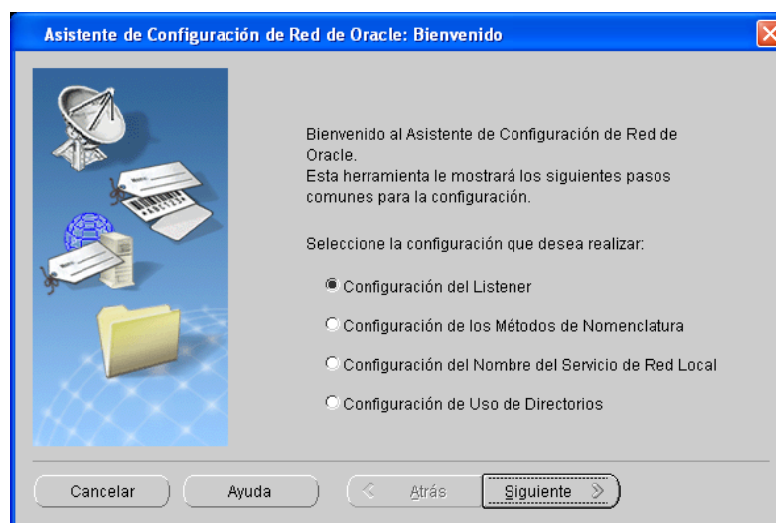 Asistente de Configuración de Red de Oracle: Bienvenido
Bienvenido al Asistente de Configuración de Red de
Oracle.
Esta herramienta le mostrará los siguientes pasos
comunes para la configuración.
Seleccione la configuración que desea realizar:
Configuración del Listener
Configuración de los Métodos de Nomenclatura
Configuración del Nombre del Servicio de Red Local
Configuración de Uso de Directorios
Cancelar
Ayuda
Atrás
Siguiente